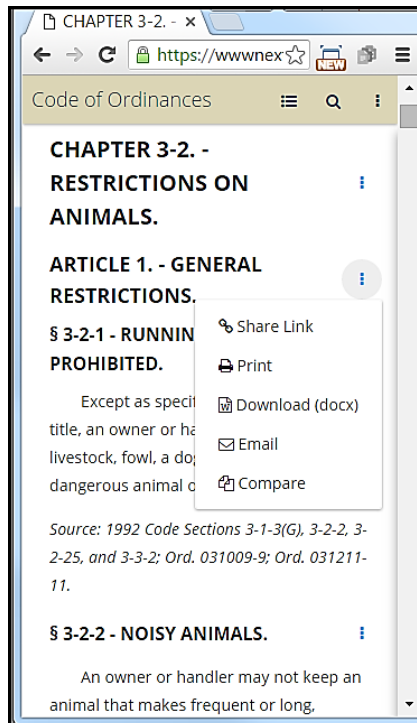 CHAPTER 3-2. -
https://wwwnex
NEW
Code of Ordinances
CHAPTER 3-2. -
RESTRICTIONS ON
ANIMALS.
ARTICLE 1. - GENERAL
RESTRICTIONS.
§ 3-2-1 - RUNNIN
PROHIBITED.
Share Link
Print
Download (docx)
Email
Compare
Except as specif
title, an owner or ha
livestock, fowl, a dog
dangerous animal o
Source: 1992 Code Sections 3-1-3(G), 3-2-2, 3-
2-25, and 3-3-2; Ord. 031009-9; Ord. 031211-
11.
§ 3-2-2 - NOISY ANIMALS.
An owner or handler may not keep an
animal that makes frequent or long,